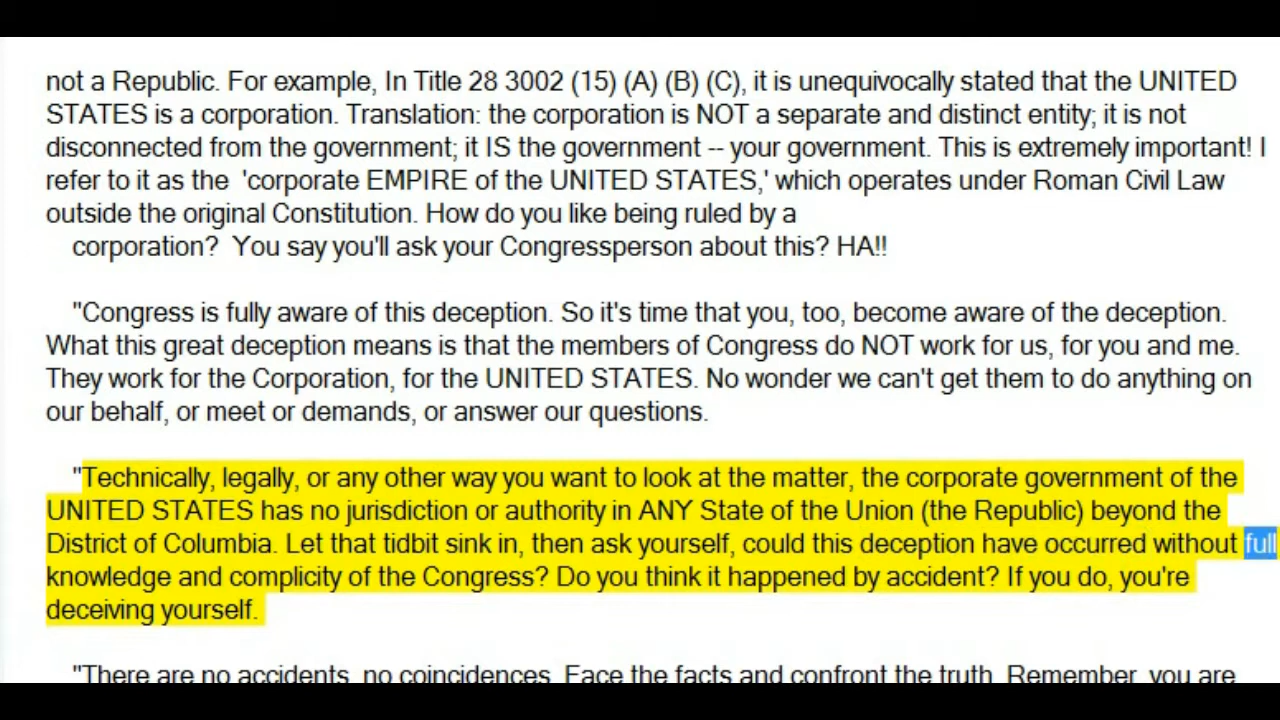 not a Republic. For example, In Title 28 3002 (15) (A) (B) (C), it is unequivocally stated that the UNITED
STATES is a corporation. Translation: the corporation is NOT a separate and distinct entity; it is not
disconnected from the government; it IS the government -- your government. This is extremely important! I
refer to it as the 'corporate EMPIRE of the UNITED STATES,' which operates under Roman Civil Law
outside the original Constitution. How do you like being ruled by a
corporation? You say you'll ask your Congressperson about this? HA!!
"Congress is fully aware of this deception. So it's time that you, too, become aware of the deception.
What this great deception means is that the members of Congress do NOT work for us, for you and me.
They work for the Corporation, for the UNITED STATES. No wonder we can't get them to do anything on
our behalf, or meet or demands, or answer our questions.
"Technically, legally, or any other way you want to look at the matter, the corporate government of the
UNITED STATES has no jurisdiction or authority in ANY State of the Union (the Republic) beyond the
District of Columbia. Let that tidbit sink in, then ask yourself, could this deception have occurred without full
knowledge and complicity of the Congress? Do you think it happened by accident? If you do, you're
deceiving yourself.
"There are no accidents, no coincidences. Face the facts and confront the truth. Remember, you are